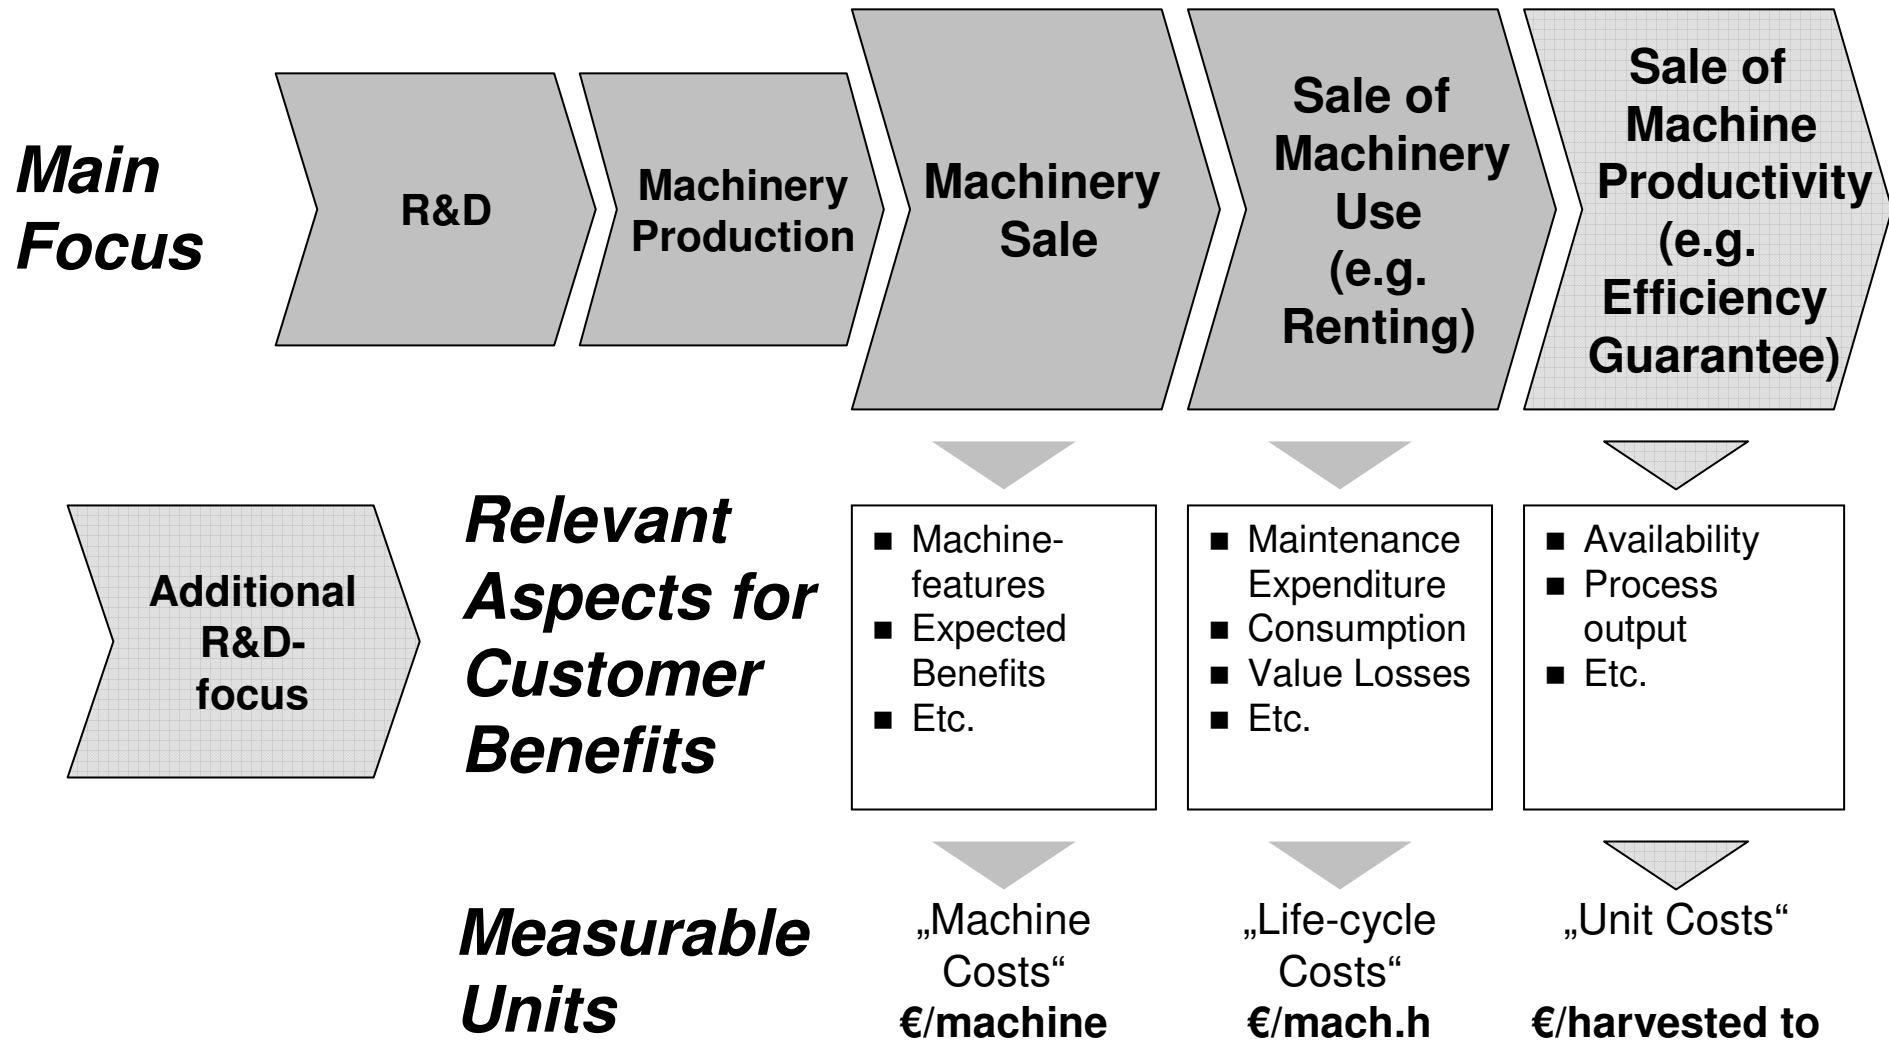 Main
Focus
R&D
Machinery
Production
Machinery
Sale
Sale of
Machinery
Use
(e.g.
Renting)
Sale of
Machine
Productivity
(e.g.
Efficiency
Guarantee)
Additional
R&D-
focus
Relevant
Aspects for
Customer
Benefits
■ Machine-
features
■ Expected
Benefits
■ Etc.
■ Maintenance
Expenditure
■ Consumption
■ Value Losses
■ Etc.
■ Availability
■ Process
output
■ Etc.
Measurable
Units
„Machine
Costs“
€/machine
„Life-cycle
Costs“
€/mach.h
„Unit Costs“
€/harvested to